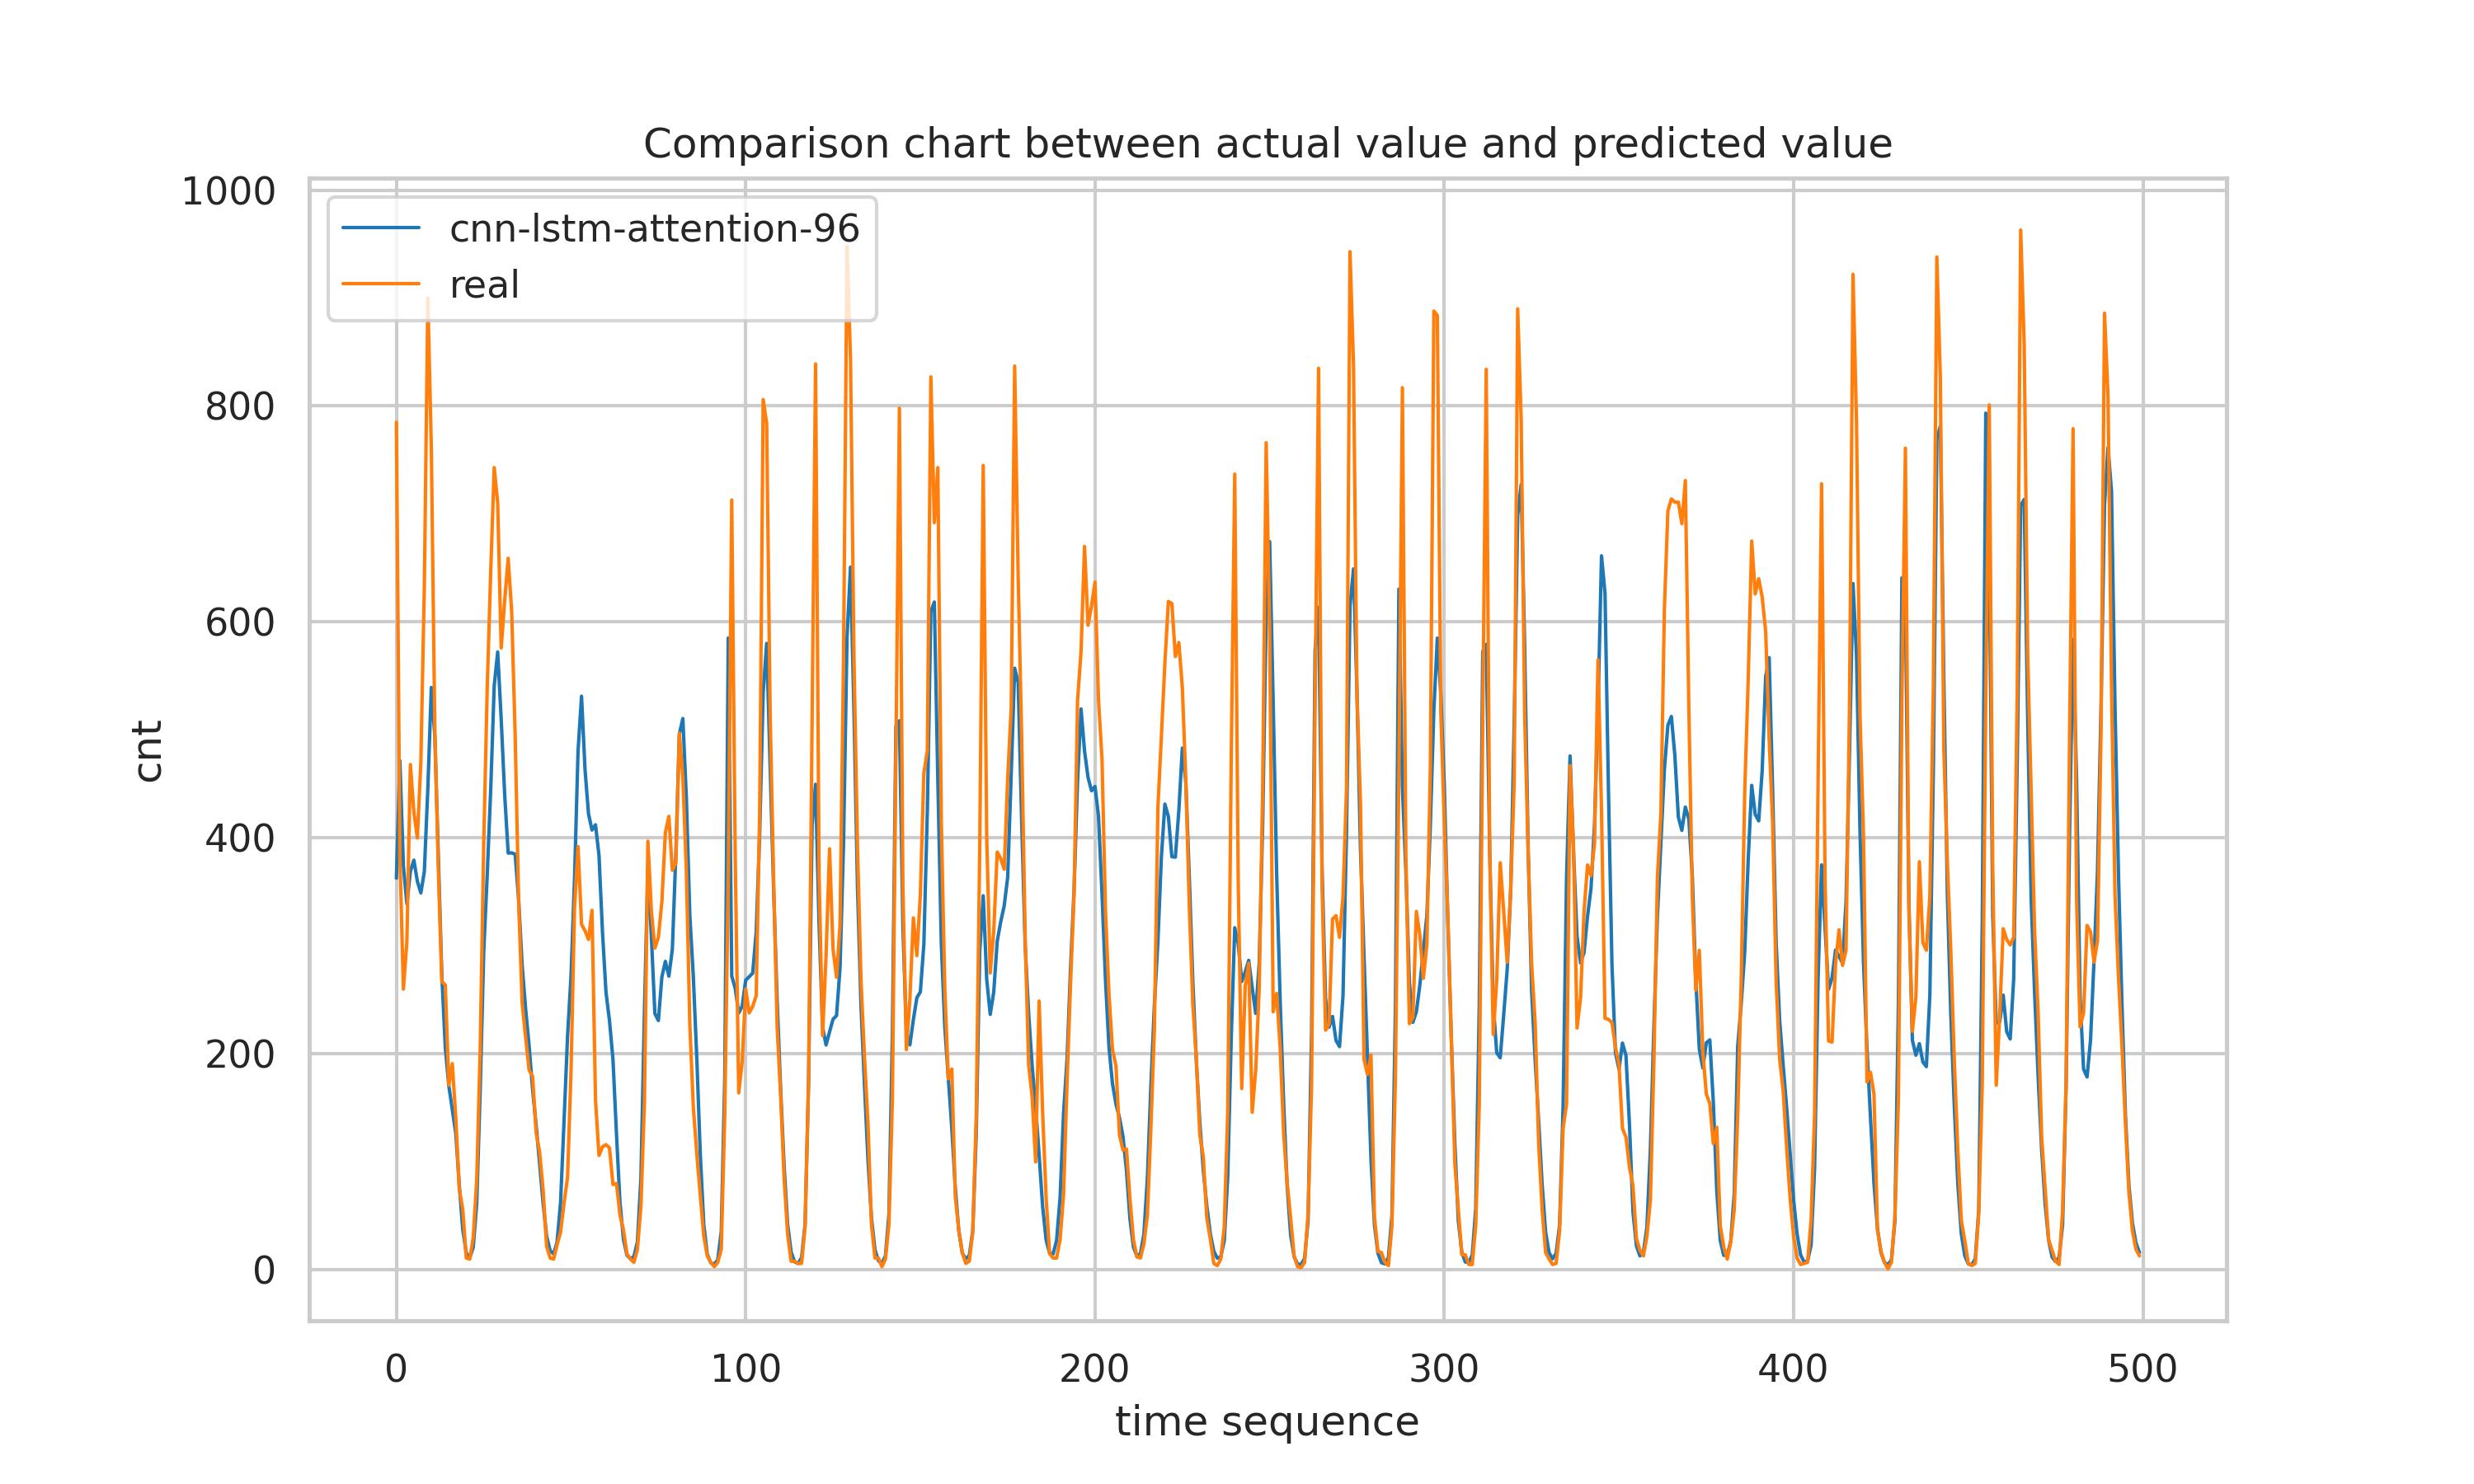 Comparison chart between actual value and predicted value
1000
800
600
400
200
0
cnt
cnn-lstm-attention-96
real
0 100 200 300 400 500
time sequence